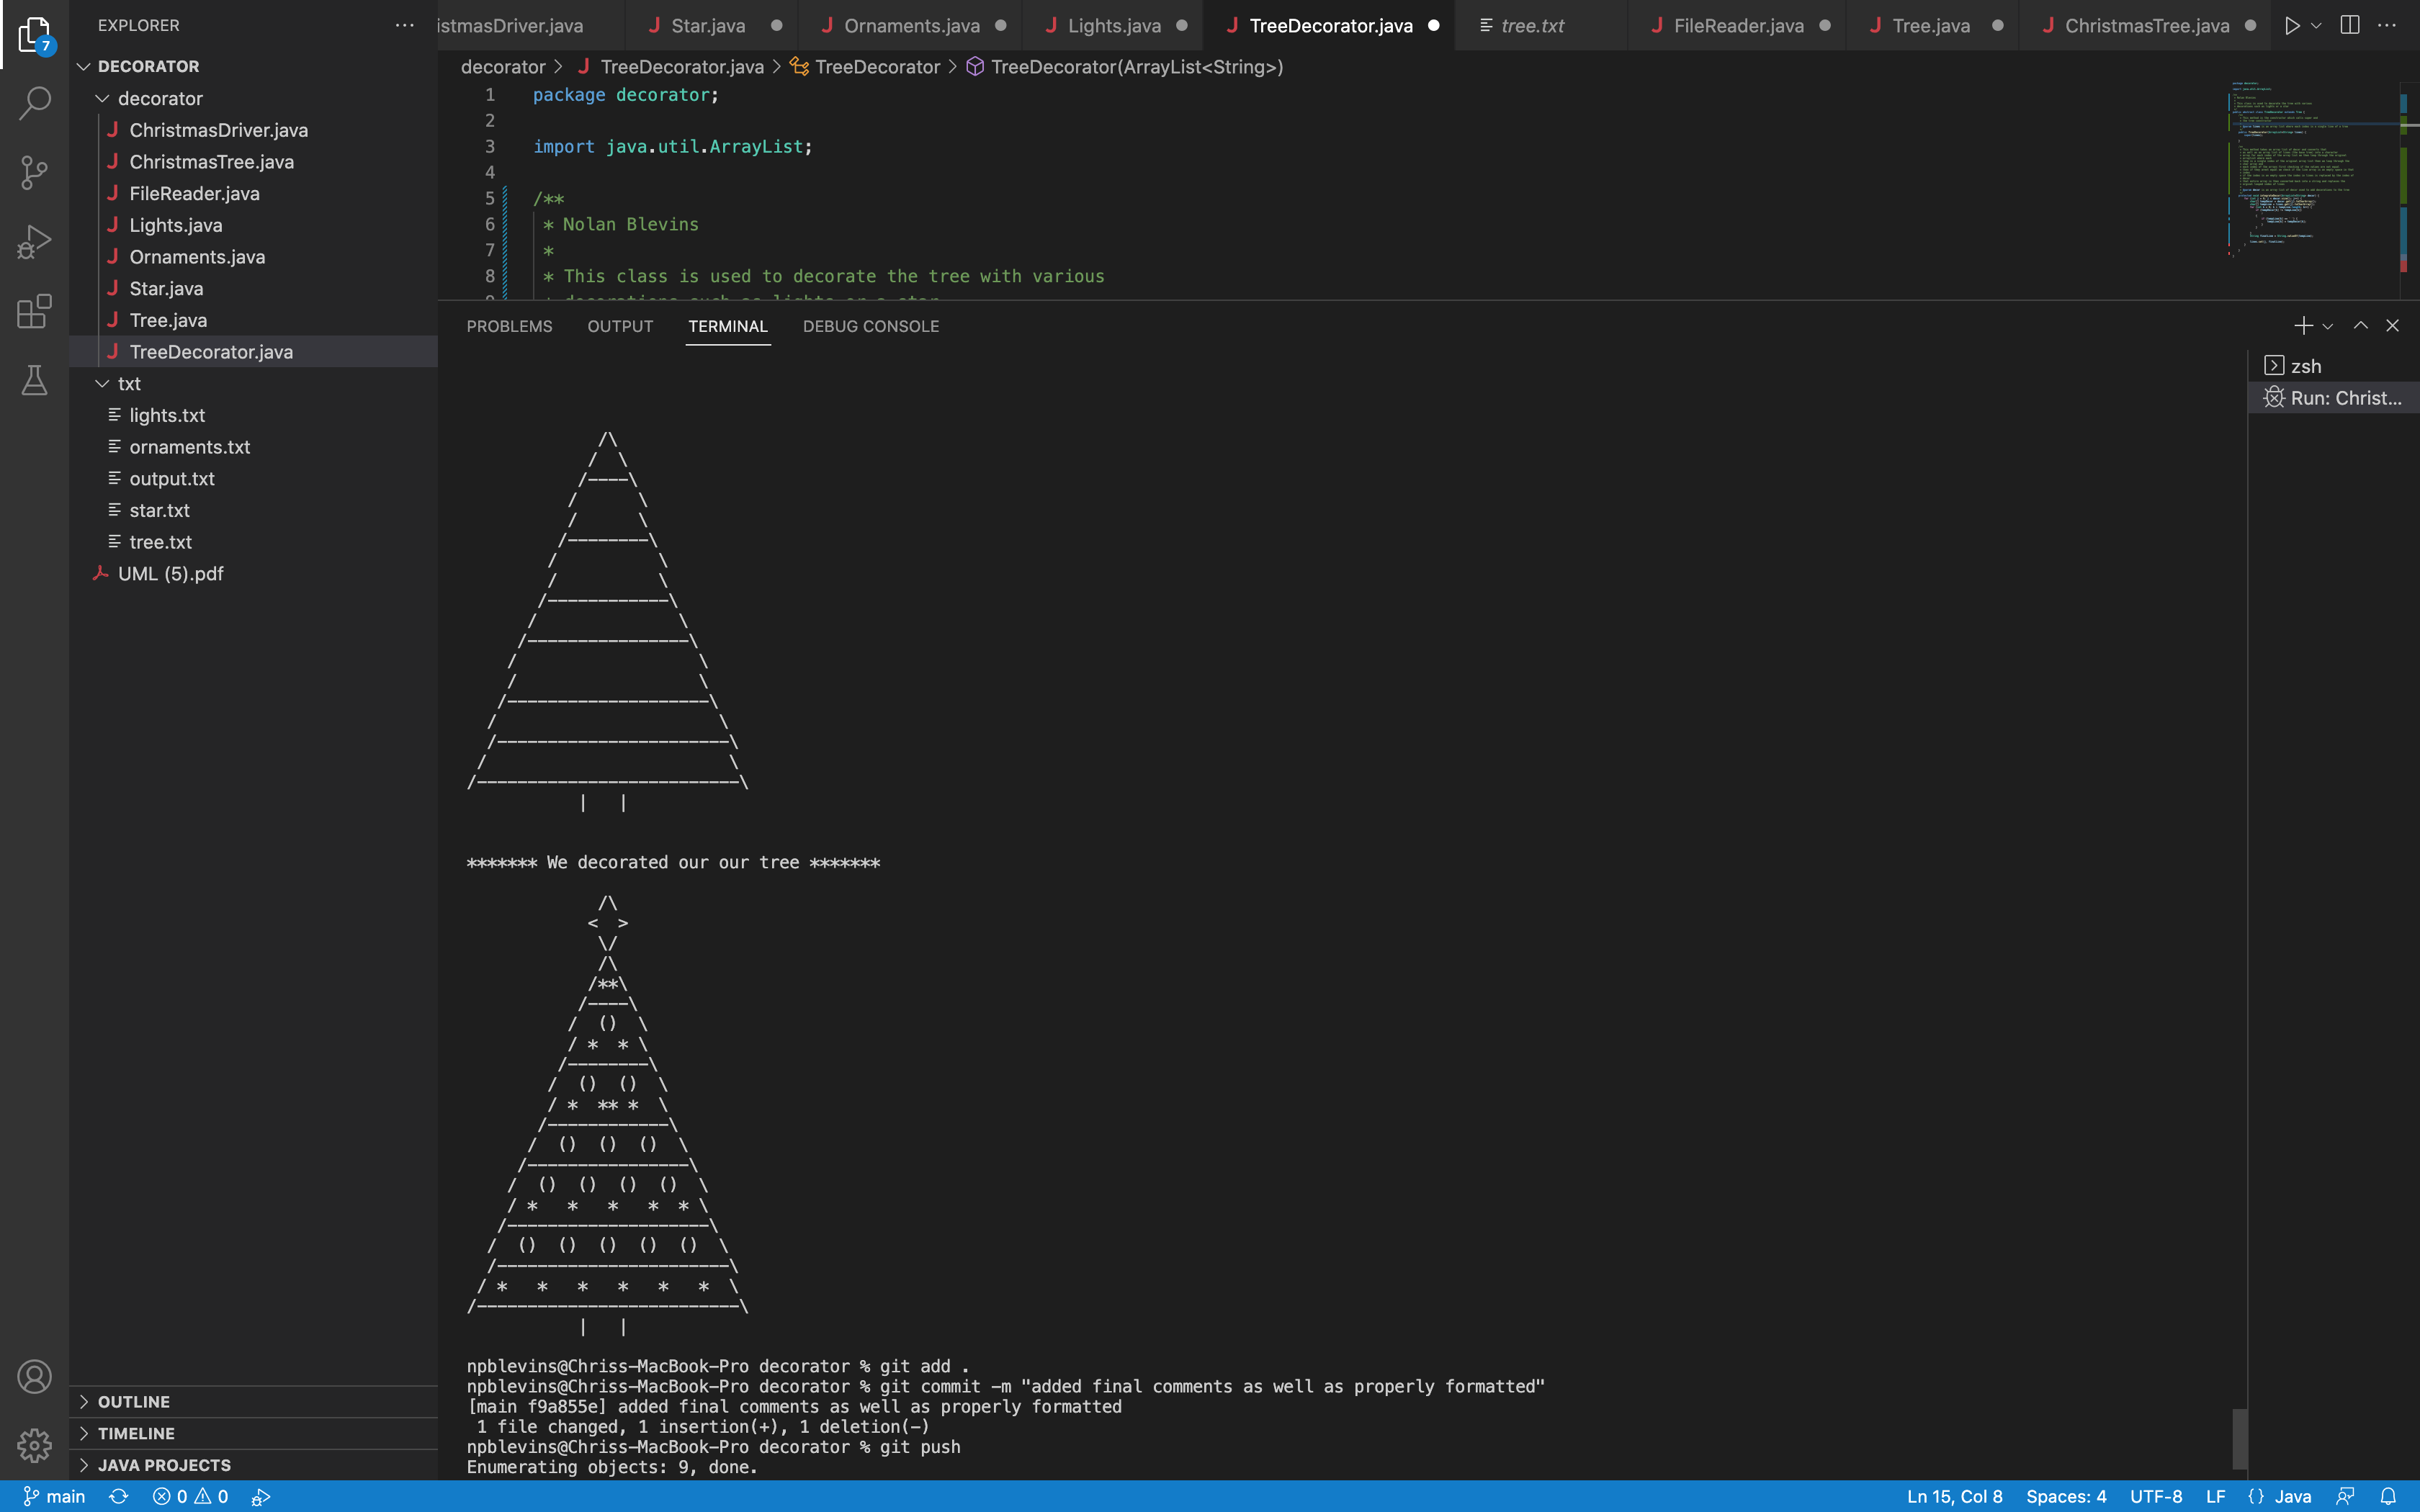 7
EXPLORER
DECORATOR
decorator
ChristmasDriver.java
ChristmasTree.java
FileReader.java
Lights.java
Ornaments.java
Star.java
Tree.java
TreeDecorator.java
txt
lights.txt
ornaments.txt
output.txt
star.txt
tree.txt
UML (5).pdf
OUTLINE
TIMELINE
JAVA PROJECTS
istmasDriver.java Star.java Ornaments.java Lights.java TreeDecorator.java tree.txt FileReader.java Tree.java ChristmasTree.java
decorator > TreeDecorator.java > TreeDecorator > TreeDecorator(ArrayList<String>)
1 package decorator;
2
3 import java.util.ArrayList;
4
5 /**
6 * Nolan Blevins
7 *
8 * This class is used to decorate the tree with various
PROBLEMS OUTPUT TERMINAL DEBUG CONSOLE
zsh
Run: Christ...
             /\
            /  \
           /----\
          /      \
          /      \
         /--------\
        /          \
        /          \
       /------------\
      /              \
     /----------------\
    /                  \
    /                  \
   /--------------------\
  /                      \
  /-----------------------\
 /                        \
/--------------------------\
           |   |
******* We decorated our our tree *******
             /\
            <  >
             \/
             /\
            /**\
           /----\
          /  ()  \
          / *  * \
         /--------\
        /  ()  ()  \
        / *  ** *  \
       /------------\
      /  ()  ()  ()  \
     /----------------\
    /  ()  ()  ()  ()  \
    / *   *   *   * * \
   /--------------------\
  /  ()  ()  ()  ()  ()  \
  /-----------------------\
 / *   *   *   *   *   *  \
/--------------------------\
           |   |
npblevins@Chriss-MacBook-Pro decorator % git add .
npblevins@Chriss-MacBook-Pro decorator % git commit -m "added final comments as well as properly formatted"
[main f9a855e] added final comments as well as properly formatted
 1 file changed, 1 insertion(+), 1 deletion(-)
npblevins@Chriss-MacBook-Pro decorator % git push
Enumerating objects: 9, done.
main 0 0 Ln 15, Col 8 Spaces: 4 UTF-8 LF {} Java